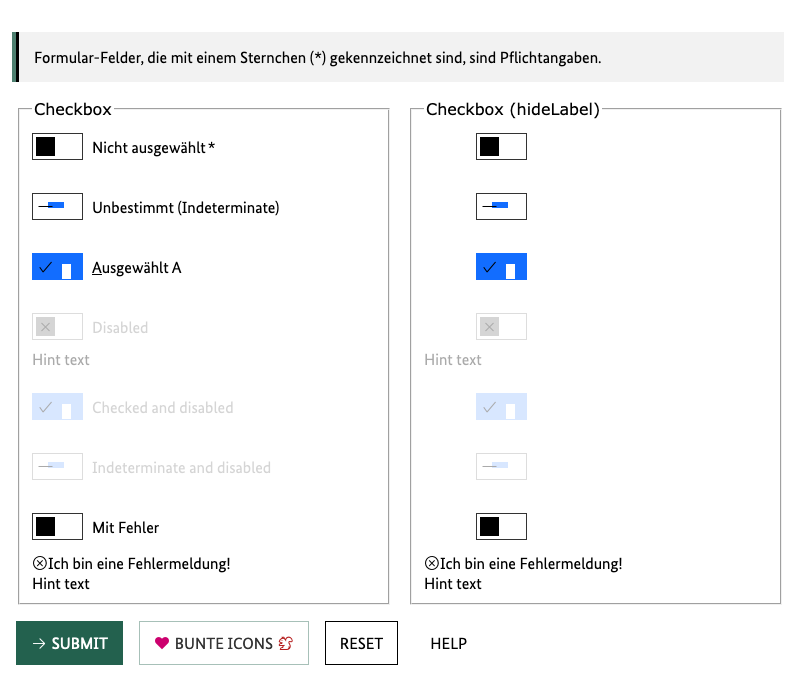 Formular-Felder, die mit einem Sternchen (*) gekennzeichnet sind, sind Pflichtangaben.
Checkbox
Nicht ausgewählt *
Unbestimmt (Indeterminate)
Ausgewählt A
Disabled
Hint text
Checked and disabled
Indeterminate and disabled
Mit Fehler
Ich bin eine Fehlermeldung!
Hint text
Checkbox (hideLabel)
Hint text
Ich bin eine Fehlermeldung!
Hint text
SUBMIT
BUNTE ICONS
RESET
HELP